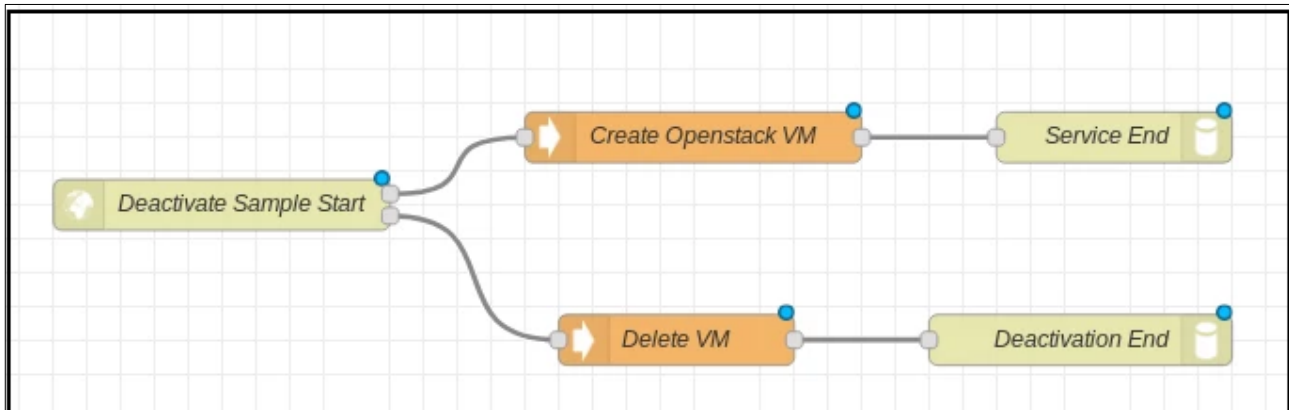 Create Openstack VM
Service End
Deactivate Sample Start
Delete VM
Deactivation End